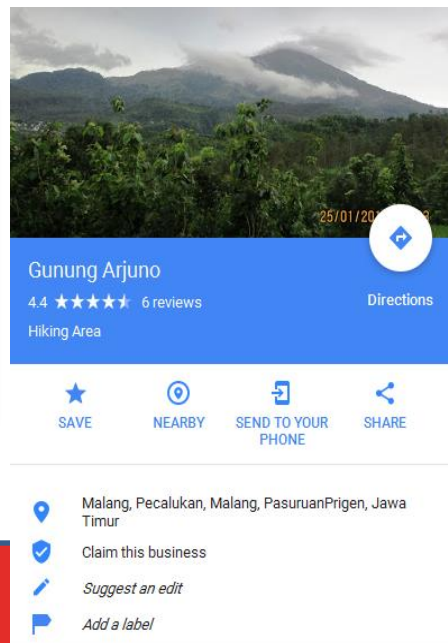 25/01/20
Gunung Arjuno
4.4 6 reviews
Directions
Hiking Area
SAVE
NEARBY
SEND TO YOUR
PHONE
SHARE
Malang, Pecalukan, Malang, PasuruanPrigen, Jawa
Timur
Claim this business
Suggest an edit
Add a label